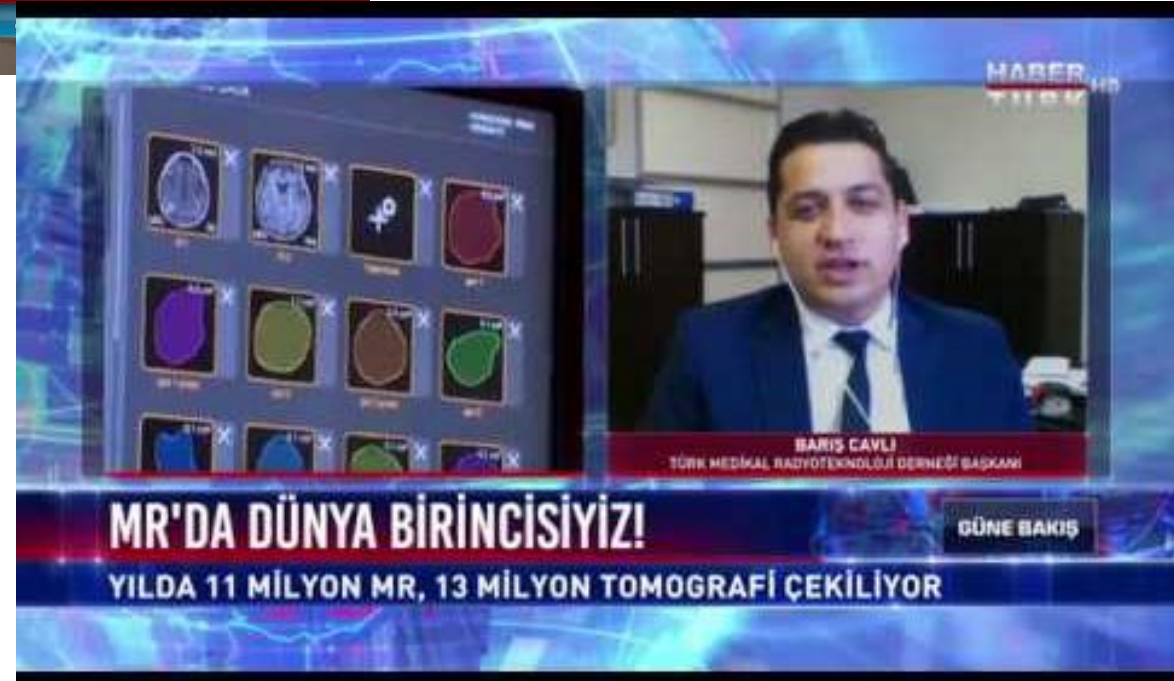 HABER
TÜRK HD
BARIŞ ÇAVLI
TÜRK MEDİKAL RADYOTEKNOLOJİ DERNEĞİ BAŞKANI
MR'DA DÜNYA BİRİNCİSİYİZ!
GÜNE BAKIŞ
YILDA 11 MİLYON MR, 13 MİLYON TOMOGRAFİ ÇEKİLİYOR